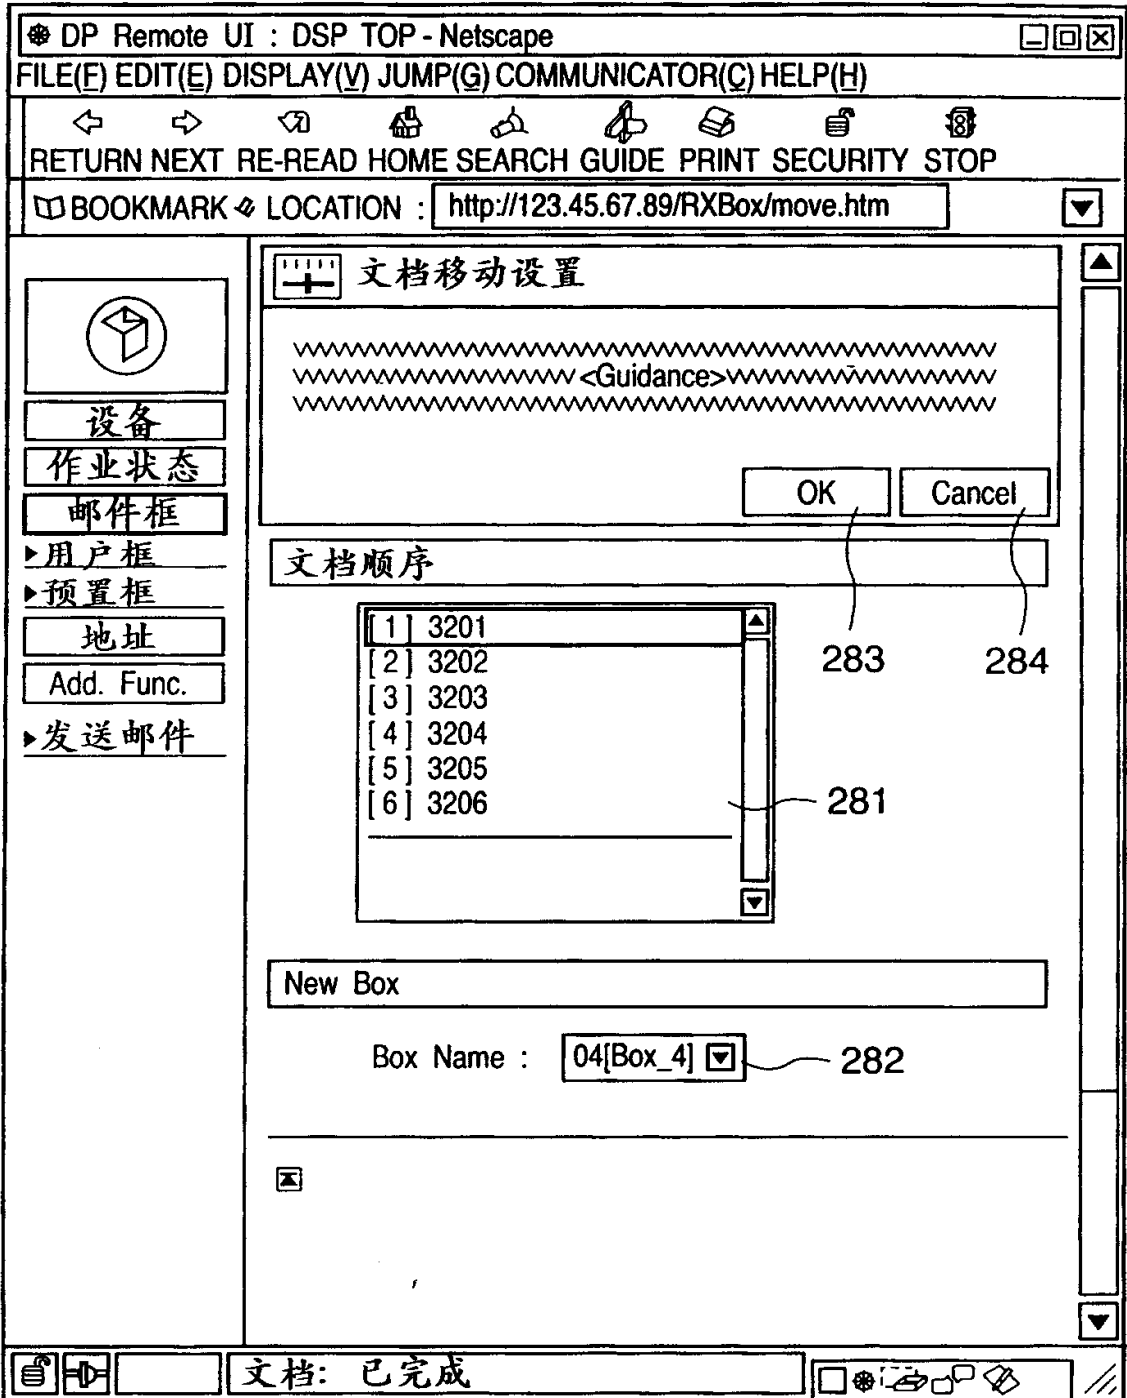 DP Remote UI : DSP TOP - Netscape
FILE(F) EDIT(E) DISPLAY(V) JUMP(G) COMMUNICATOR(C) HELP(H)
RETURN NEXT RE-READ HOME SEARCH GUIDE PRINT SECURITY STOP
BOOKMARK LOCATION : http://123.45.67.89/RXBox/move.htm
文档移动设置
<Guidance>
OK Cancel
283 284
设备
作业状态
邮件框
▸用户框
▸预置框
地址
Add. Func.
▸发送邮件
文档顺序
[1] 3201
[2] 3202
[3] 3203
[4] 3204
[5] 3205
[6] 3206
281
New Box
Box Name : 04[Box_4]
282
文档: 已完成